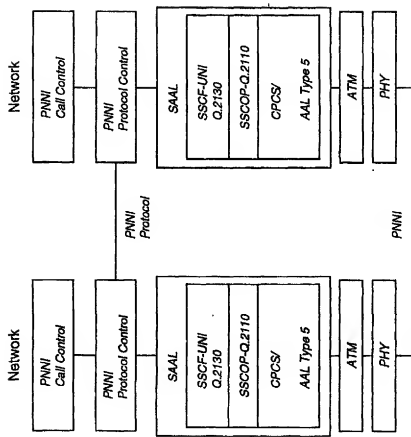 Network
PNNI
Call Control
PNNI
Protocol Control
SAAL
SSCF-UNI
Q.2130
SSCOP-Q.2110
CPCS/
AAL Type 5
ATM
PHY
PNNI
Protocol
PNNI
Network
PNNI
Call Control
PNNI
Protocol Control
SAAL
SSCF-UNI
Q.2130
SSCOP-Q.2110
CPCS/
AAL Type 5
ATM
PHY